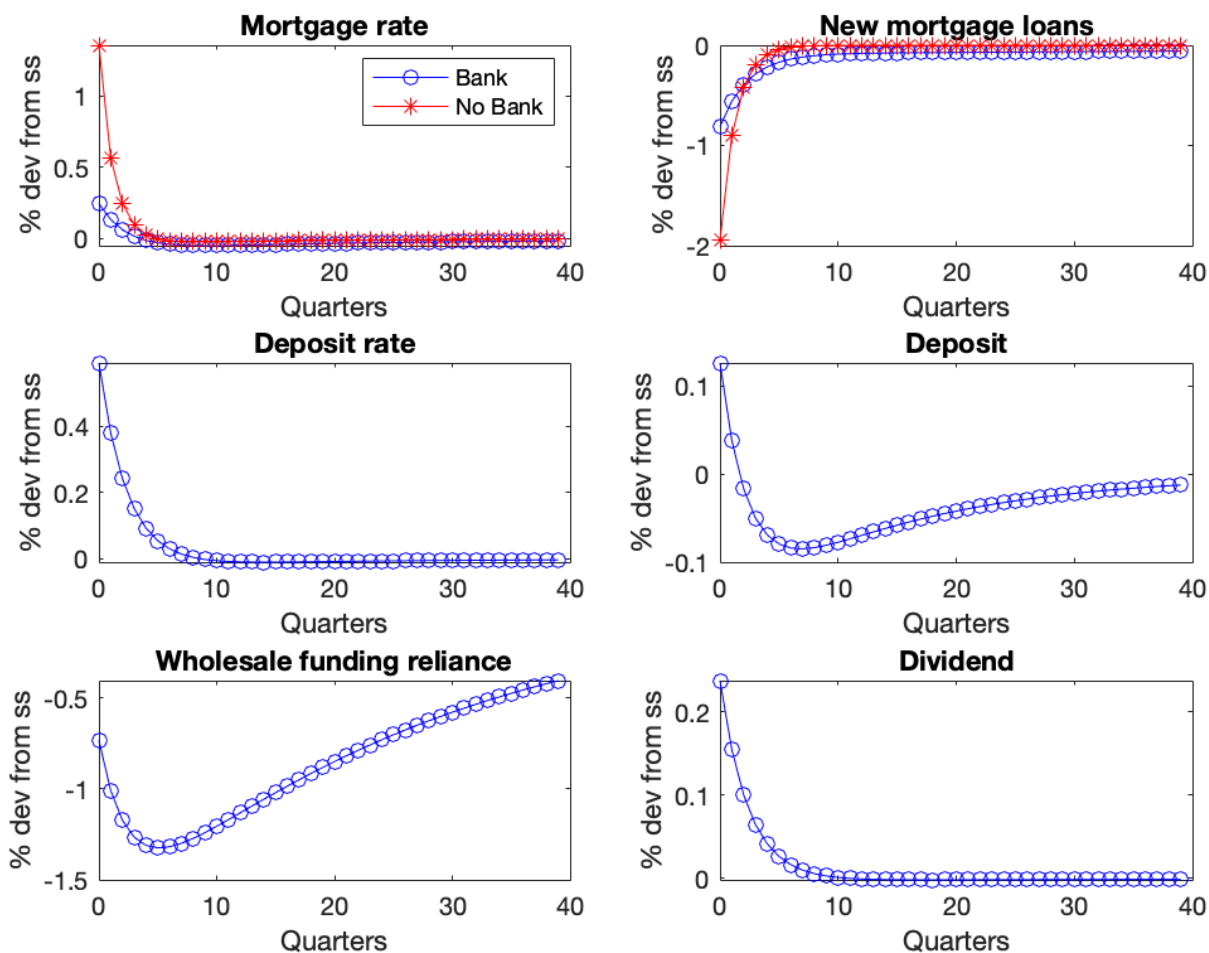 Mortgage rate
% dev from ss
1
0.5
0
0 10 20 30 40
Quarters
Bank
No Bank
New mortgage loans
% dev from ss
0
-1
-2
0 10 20 30 40
Quarters
Deposit rate
% dev from ss
0.4
0.2
0
0 10 20 30 40
Quarters
Deposit
% dev from ss
0.1
0
-0.1
0 10 20 30 40
Quarters
Wholesale funding reliance
% dev from ss
-0.5
-1
-1.5
0 10 20 30 40
Quarters
Dividend
% dev from ss
0.2
0.1
0
0 10 20 30 40
Quarters